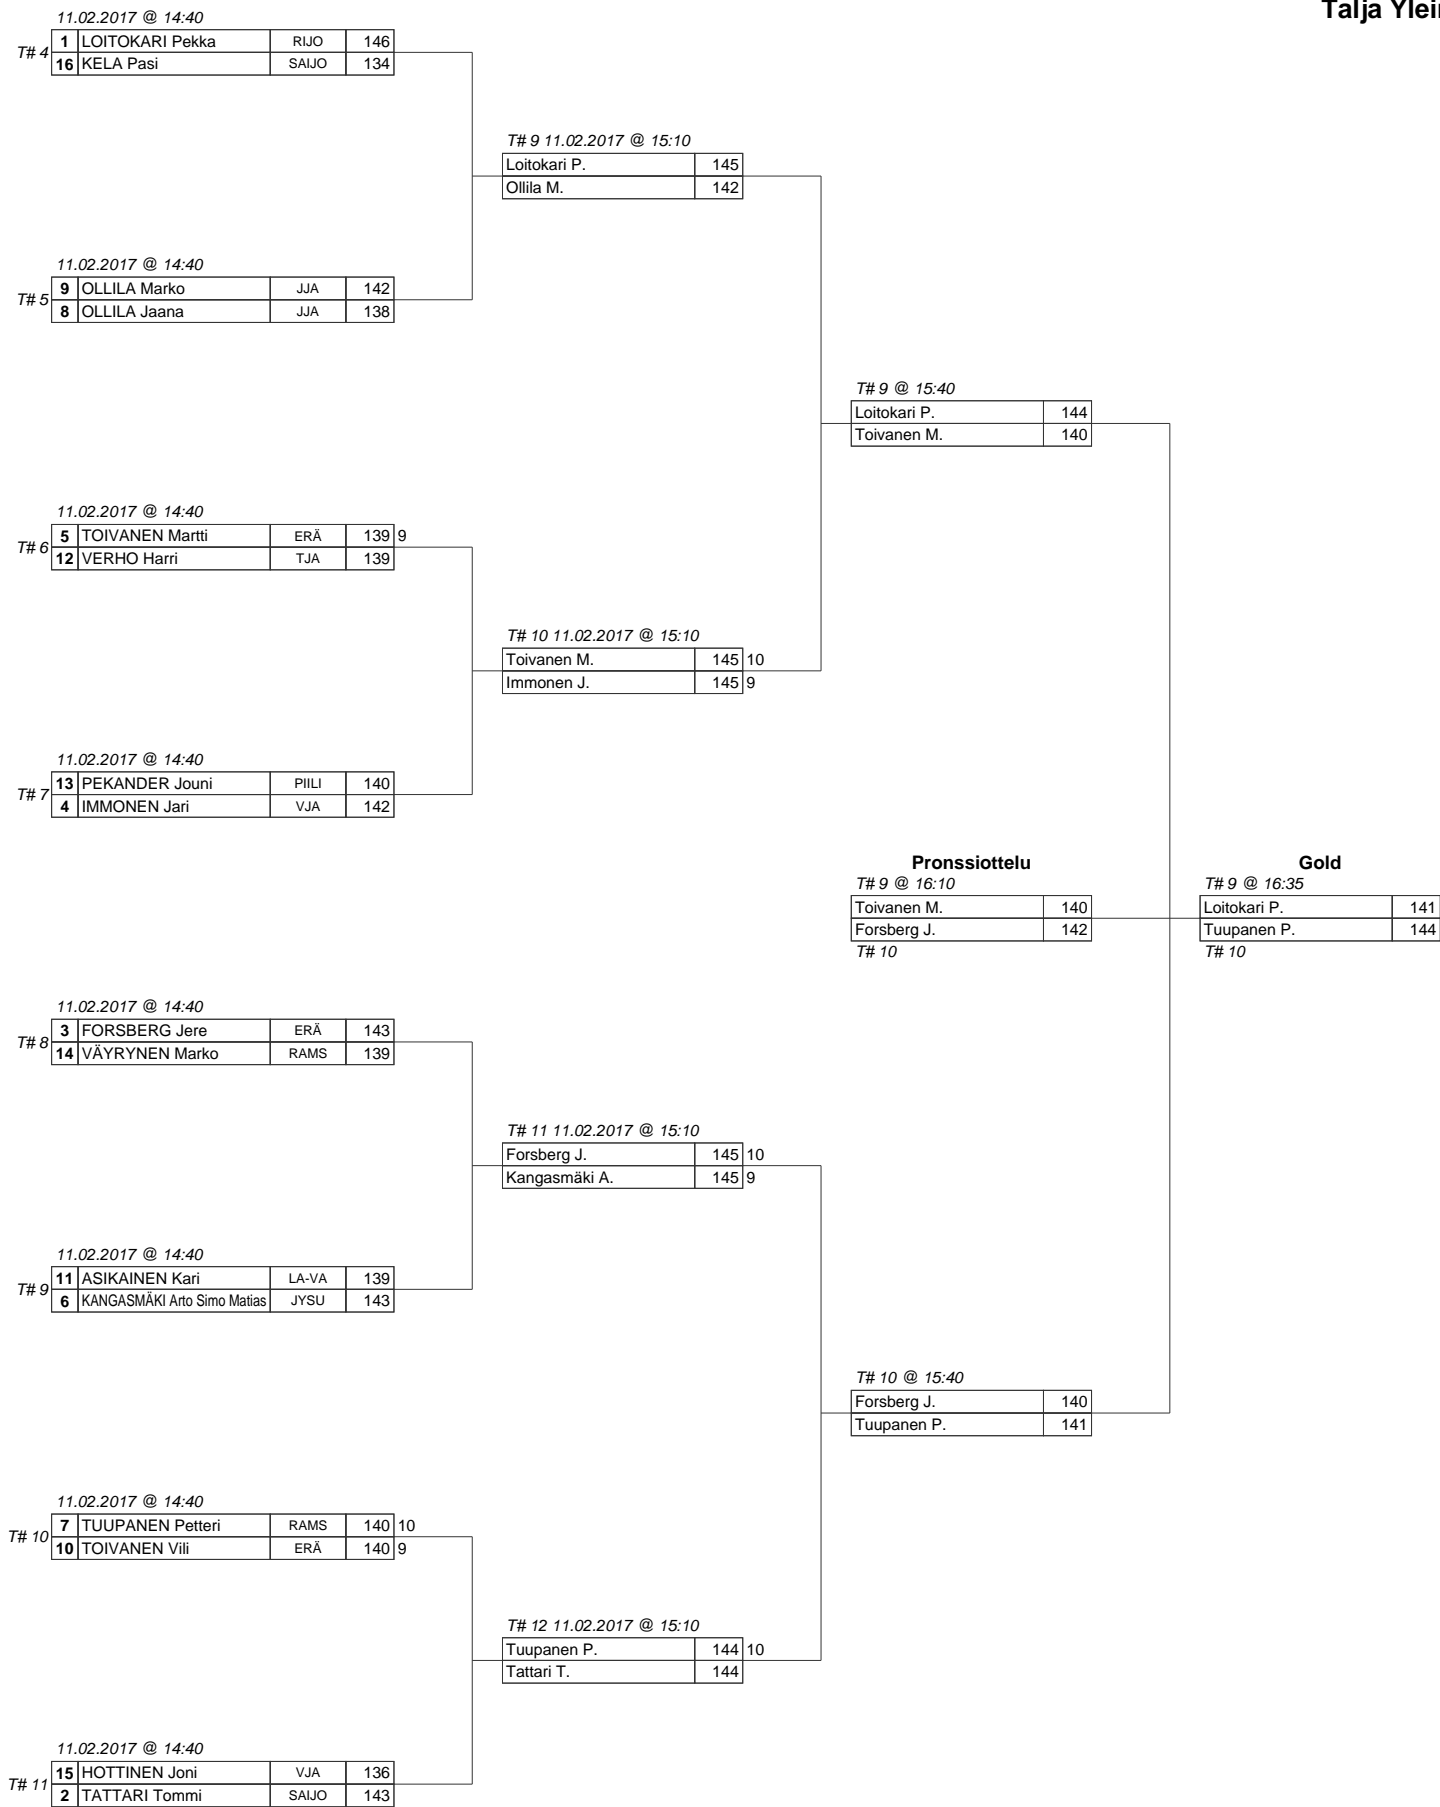 Talja Ylei
11.02.2017 @ 14:40
T# 4
1 LOITOKARI Pekka RIJO 146
16 KELA Pasi SAIJO 134
T# 9 11.02.2017 @ 15:10
Loitokari P. 145
Ollila M. 142
11.02.2017 @ 14:40
T# 5
9 OLLILA Marko JJA 142
8 OLLILA Jaana JJA 138
T# 9 @ 15:40
Loitokari P. 144
Toivanen M. 140
11.02.2017 @ 14:40
T# 6
5 TOIVANEN Martti ERÄ 139 9
12 VERHO Harri TJA 139
T# 10 11.02.2017 @ 15:10
Toivanen M. 145 10
Immonen J. 145 9
11.02.2017 @ 14:40
T# 7
13 PEKANDER Jouni PIILI 140
4 IMMONEN Jari VJA 142
Pronssiottelu
T# 9 @ 16:10
Toivanen M. 140
Forsberg J. 142
T# 10
Gold
T# 9 @ 16:35
Loitokari P. 141
Tuupanen P. 144
T# 10
11.02.2017 @ 14:40
T# 8
3 FORSBERG Jere ERÄ 143
14 VÄYRYNEN Marko RAMS 139
T# 11 11.02.2017 @ 15:10
Forsberg J. 145 10
Kangasmäki A. 145 9
11.02.2017 @ 14:40
T# 9
11 ASIKAINEN Kari LA-VA 139
6 KANGASMÄKI Arto Simo Matias JYSU 143
T# 10 @ 15:40
Forsberg J. 140
Tuupanen P. 141
11.02.2017 @ 14:40
T# 10
7 TUUPANEN Petteri RAMS 140 10
10 TOIVANEN Vili ERÄ 140 9
T# 12 11.02.2017 @ 15:10
Tuupanen P. 144 10
Tattari T. 144
11.02.2017 @ 14:40
T# 11
15 HOTTINEN Joni VJA 136
2 TATTARI Tommi SAIJO 143